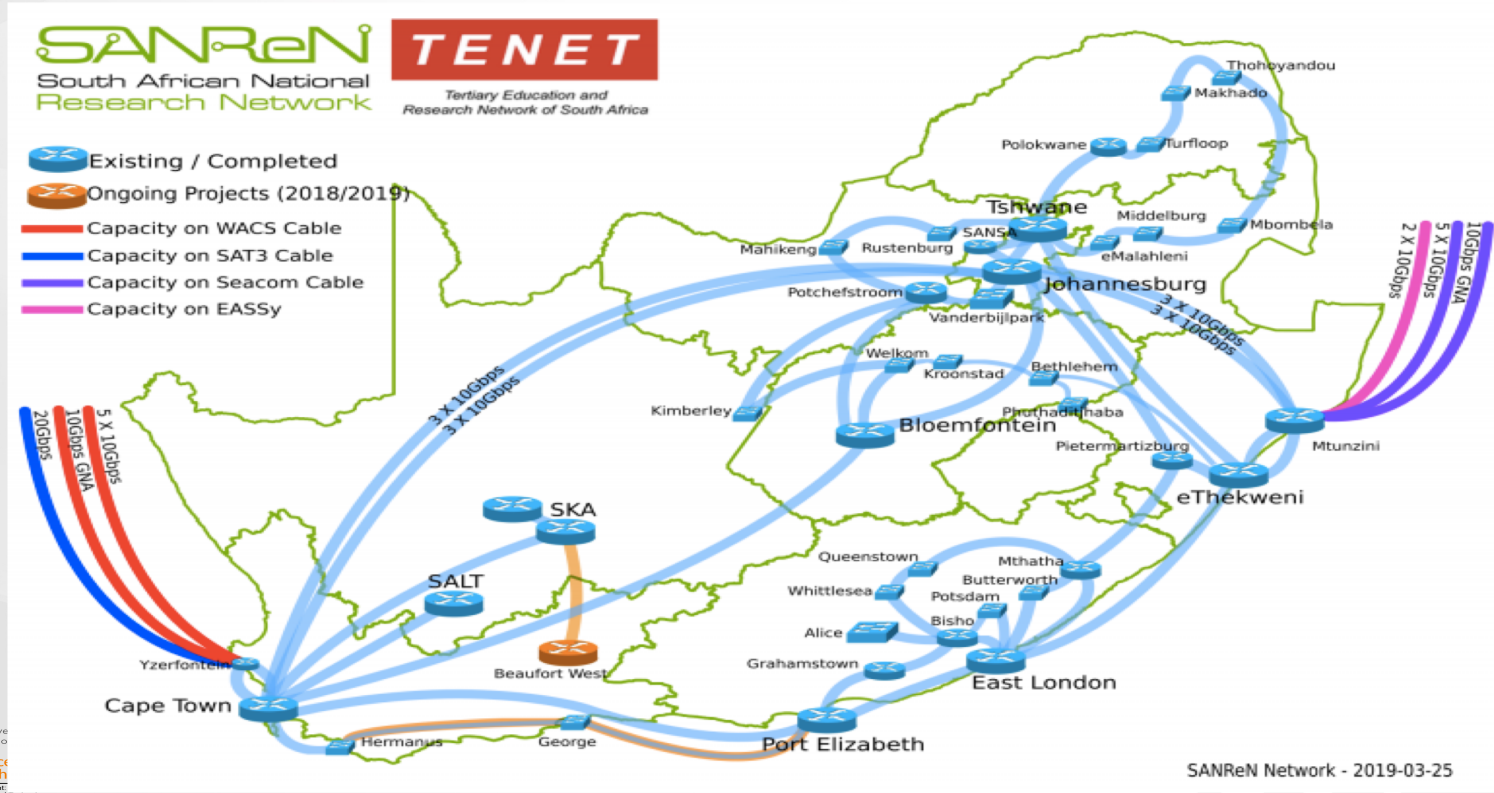 SANReN
South African National
Research Network
TENET
Tertiary Education and
Research Network of South Africa
Existing / Completed
Ongoing Projects (2018/2019)
Capacity on WACS Cable
Capacity on SAT3 Cable
Capacity on Seacom Cable
Capacity on EASSy
Thohoyandou
Makhado
Polokwane
Turfloop
Tshwane
Middelburg
Mbombela
SANSA
Mahikeng
Rustenburg
eMalahleni
Johannesburg
Potchefstroom
Vanderbijlpark
3 X 10Gbps
3 X 10Gbps
2 X 10Gbps
5 X 10Gbps
10Gbps GNA
Welkom
Kroonstad
Bethlehem
Kimberley
Phuthaditjhaba
Bloemfontein
Pietermartizburg
Mtunzini
eThekweni
3 X 10Gbps
3 X 10Gbps
20Gbps
10Gbps GNA
5 X 10Gbps
SKA
SALT
Queenstown
Mthatha
Butterworth
Whittlesea
Potsdam
Bisho
Alice
Grahamstown
East London
Beaufort West
Yzerfontein
Cape Town
Hermanus
George
Port Elizabeth
SANReN Network - 2019-03-25